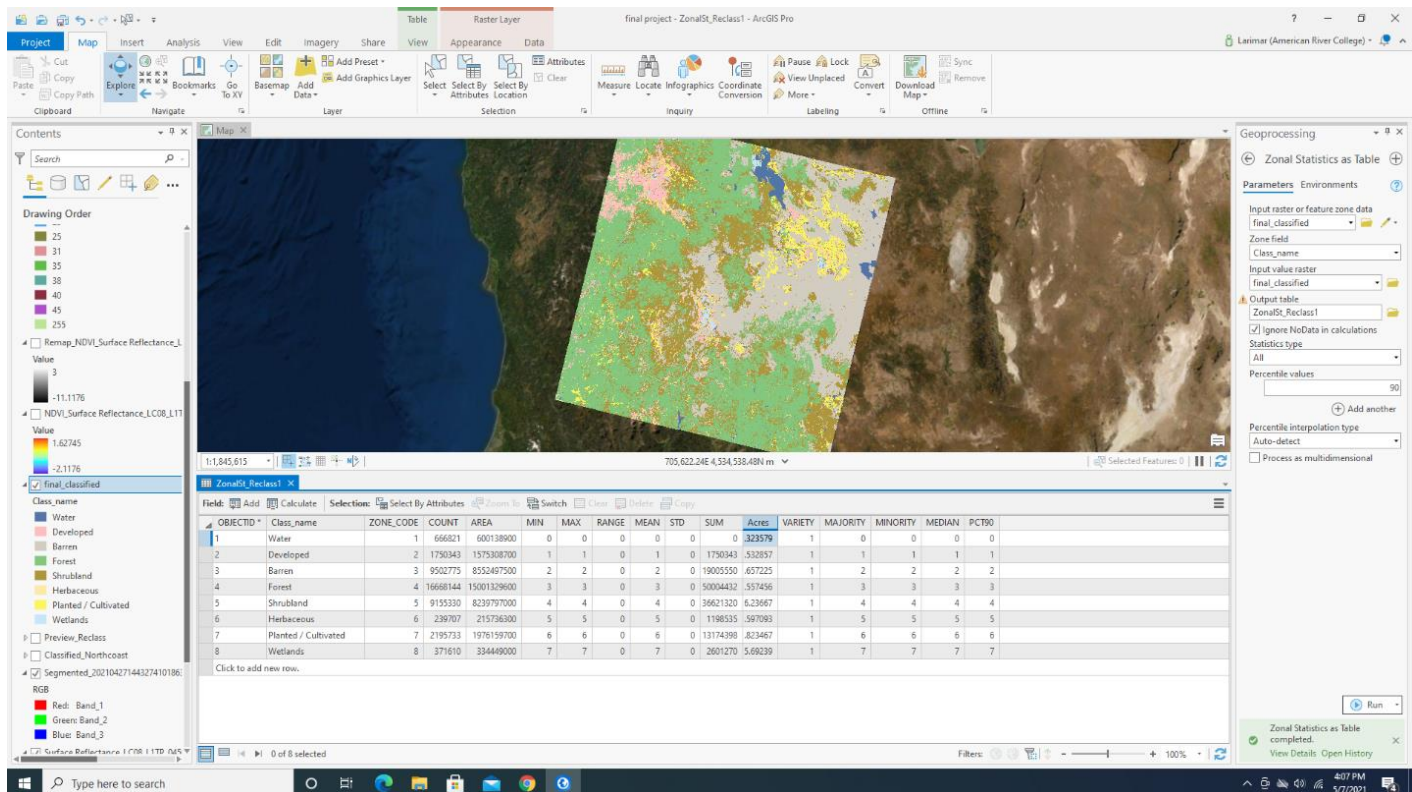 Table
Raster Layer
final project - ZonalSt_Reclass1 - ArcGIS Pro
Project Map Insert Analysis View Edit Imagery Share View Appearance Data
Larimar (American River College)
Paste
Cut
Copy
Copy Path
Clipboard
Explore
Bookmarks
Go To XY
Navigate
Basemap
Add Data
Add Preset
Add Graphics Layer
Layer
Select
Select By Attributes
Select By Location
Attributes
Clear
Selection
Measure
Locate
Infographics
Coordinate Conversion
Inquiry
Pause
Lock
View Unplaced
More
Convert
Labeling
Download Map
Sync
Remove
Offline
Contents
Search
Drawing Order
25
31
35
38
40
45
255
Remap_NDVI_Surface Reflectance_L
Value
3
-11.1176
NDVI_Surface Reflectance_LC08_L1T
Value
1.62745
-2.1176
final_classified
Class_name
Water
Developed
Barren
Forest
Shrubland
Herbaceous
Planted / Cultivated
Wetlands
Preview_Reclass
Classified_Northcoast
Segmented_202104271443274101863
RGB
Red: Band_1
Green: Band_2
Blue: Band_3
Surface Reflectance_LC08_L1TP_045
Map
1:1,845,615
705,622.24E 4,534,538.48N m
Selected Features: 0
ZonalSt_Reclass1
Field: Add Calculate Selection: Select By Attributes Zoom To Switch Clear Delete Copy
OBJECTID * Class_name ZONE_CODE COUNT AREA MIN MAX RANGE MEAN STD SUM Acres VARIETY MAJORITY MINORITY MEDIAN PCT90
1 Water 1 666821 600138900 0 0 0 0 0 0 .323579 1 0 0 0 0
2 Developed 2 1750343 1575308700 1 1 0 1 0 1750343 .532857 1 1 1 1 1
3 Barren 3 9502775 8552497500 2 2 0 2 0 19005550 .657225 1 2 2 2 2
4 Forest 4 16668144 15001329600 3 3 0 3 0 50004432 .557456 1 3 3 3 3
5 Shrubland 5 9155330 8239797000 4 4 0 4 0 36621320 6.23667 1 4 4 4 4
6 Herbaceous 6 239707 215736300 5 5 0 5 0 1198535 .597093 1 5 5 5 5
7 Planted / Cultivated 7 2195733 1976159700 6 6 0 6 0 13174398 .823467 1 6 6 6 6
8 Wetlands 8 371610 334449000 7 7 0 7 0 2601270 5.69239 1 7 7 7 7
Click to add new row.
0 of 8 selected
Filters:
100%
Geoprocessing
Zonal Statistics as Table
Parameters Environments
Input raster or feature zone data
final_classified
Zone field
Class_name
Input value raster
final_classified
Output table
ZonalSt_Reclass1
Ignore NoData in calculations
Statistics type
All
Percentile values
90
Add another
Percentile interpolation type
Auto-detect
Process as multidimensional
Run
Zonal Statistics as Table
completed.
View Details Open History
Type here to search
4:07 PM
5/7/2021